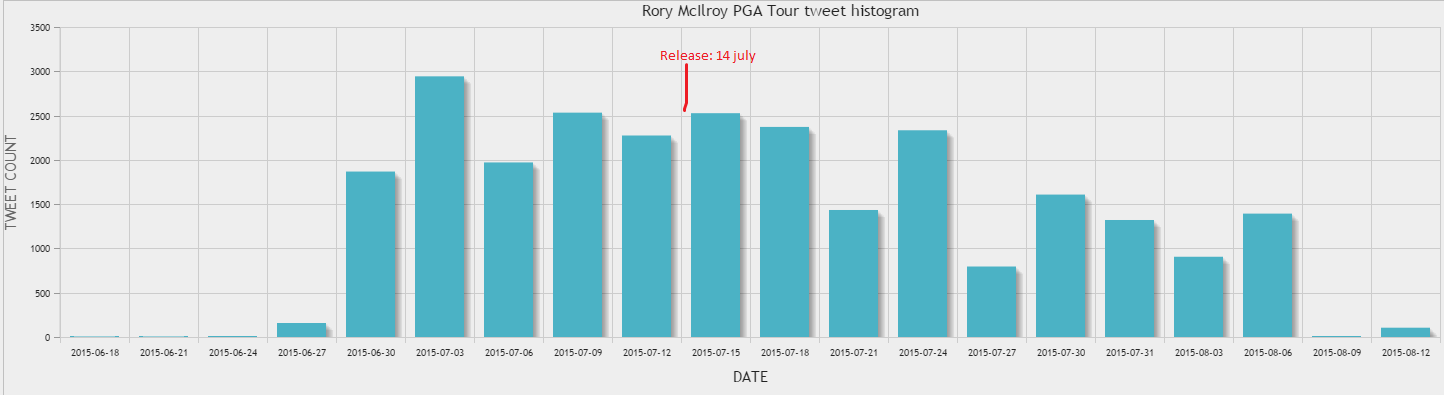 Rory McIlroy PGA Tour tweet histogram
3500
Release: 14 july
3000
2500
2000
1500
1000
500
0
TWEET COUNT
2015-06-18 2015-06-21 2015-06-24 2015-06-27 2015-06-30 2015-07-03 2015-07-06 2015-07-09 2015-07-12 2015-07-15 2015-07-18 2015-07-21 2015-07-24 2015-07-27 2015-07-30 2015-07-31 2015-08-03 2015-08-06 2015-08-09 2015-08-12
DATE